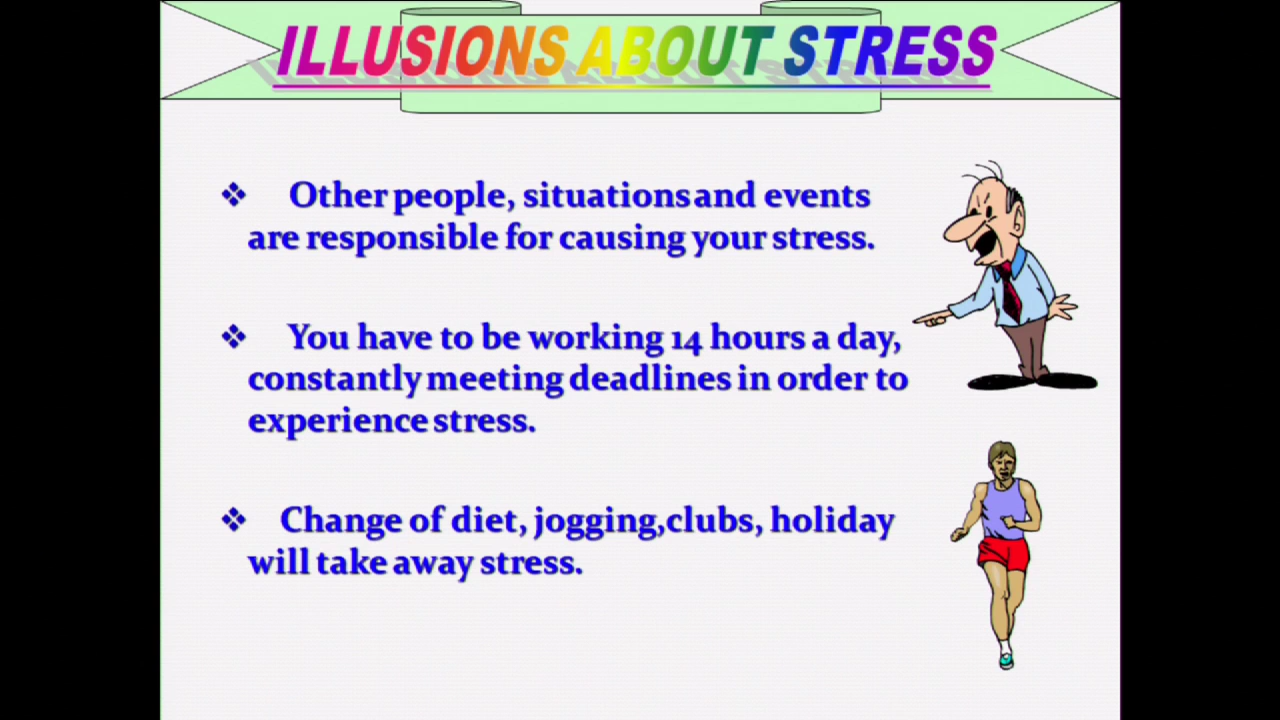 ILLUSIONS ABOUT STRESS
❖ Other people, situations and events
are responsible for causing your stress.
❖ You have to be working 14 hours a day,
constantly meeting deadlines in order to
experience stress.
❖ Change of diet, jogging,clubs, holiday
will take away stress.